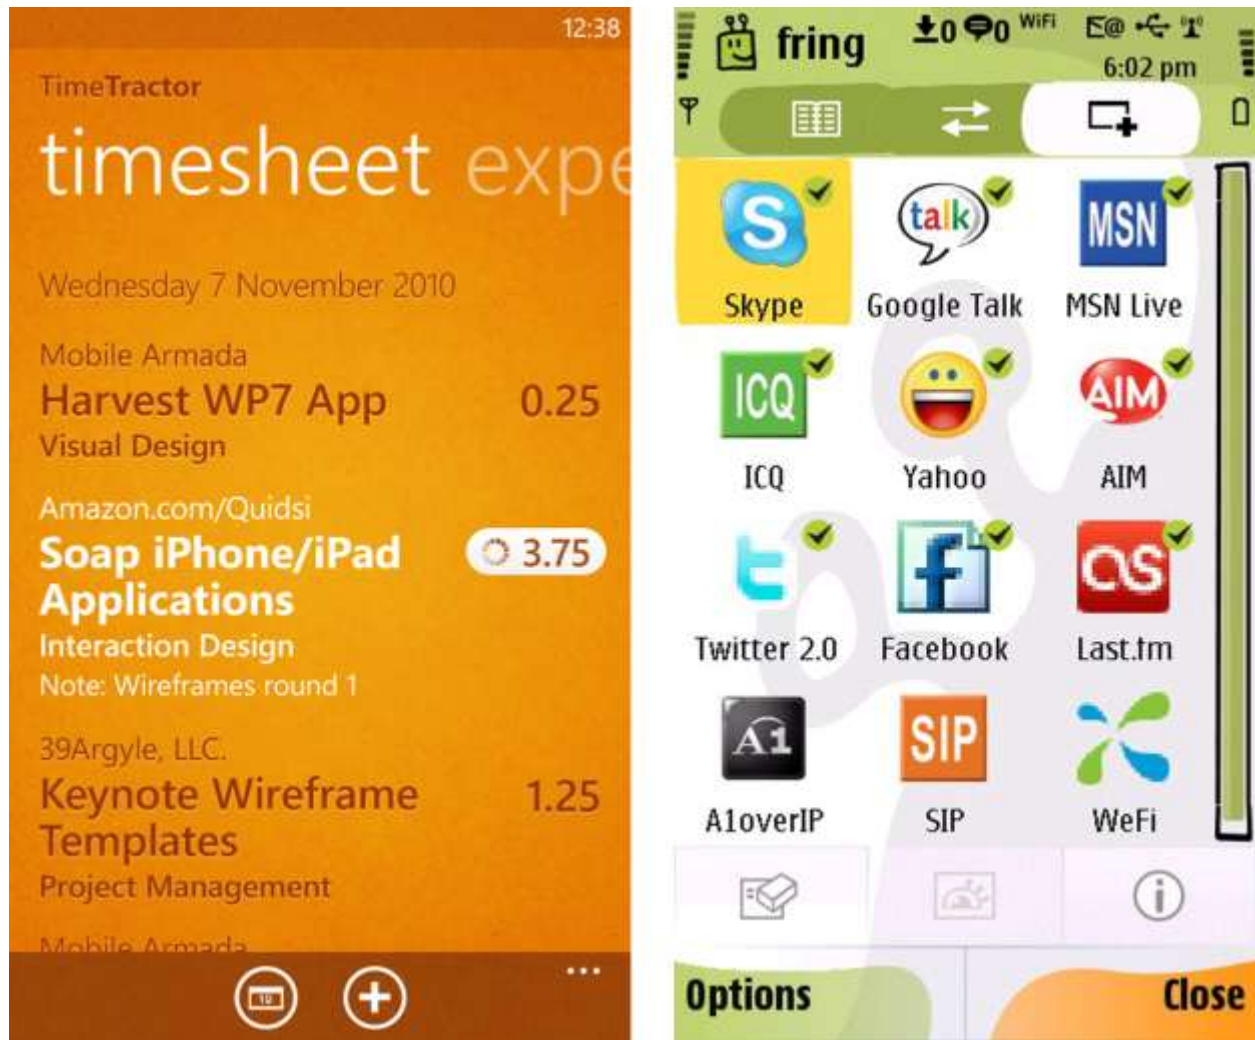 12:38
TimeTractor
timesheet expe
Wednesday 7 November 2010
Mobile Armada
Harvest WP7 App 0.25
Visual Design
Amazon.com/Quidsi
Soap iPhone/iPad 3.75
Applications
Interaction Design
Note: Wireframes round 1
39Argyle, LLC.
Keynote Wireframe 1.25
Templates
Project Management
Mobile Armada
10
fring 0 0 WiFi @
6:02 pm
S talk MSN
Skype Google Talk MSN Live
ICQ AIM
ICQ Yahoo AIM
t f as
Twitter 2.0 Facebook Last.fm
A1 SIP
A1overIP SIP WeFi
i
Options Close